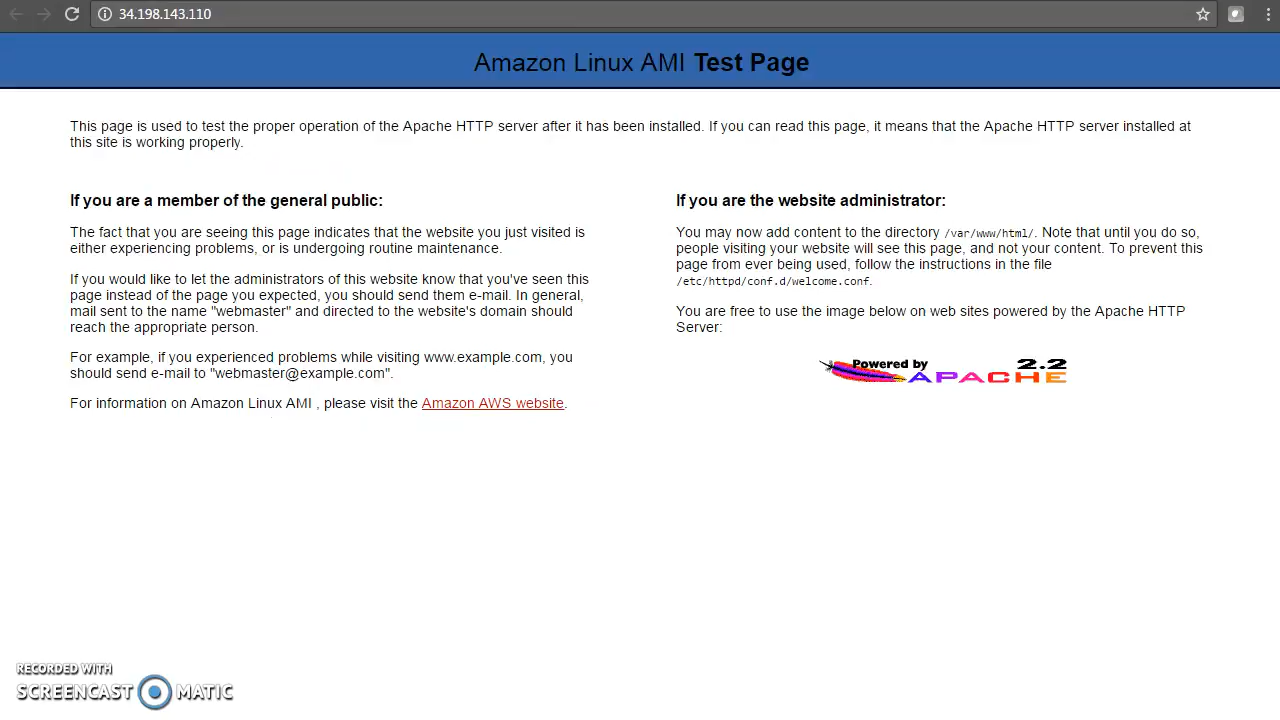 34.198.143.110
Amazon Linux AMI Test Page
This page is used to test the proper operation of the Apache HTTP server after it has been installed. If you can read this page, it means that the Apache HTTP server installed at
this site is working properly.
If you are a member of the general public:
The fact that you are seeing this page indicates that the website you just visited is
either experiencing problems, or is undergoing routine maintenance.
If you would like to let the administrators of this website know that you've seen this
page instead of the page you expected, you should send them e-mail. In general,
mail sent to the name "webmaster" and directed to the website's domain should
reach the appropriate person.
For example, if you experienced problems while visiting www.example.com, you
should send e-mail to "webmaster@example.com".
For information on Amazon Linux AMI , please visit the Amazon AWS website.
If you are the website administrator:
You may now add content to the directory /var/www/html/. Note that until you do so,
people visiting your website will see this page, and not your content. To prevent this
page from ever being used, follow the instructions in the file
/etc/httpd/conf.d/welcome.conf.
You are free to use the image below on web sites powered by the Apache HTTP
Server:
Powered by 2.2
APACHE
RECORDED WITH
SCREENCAST MATIC